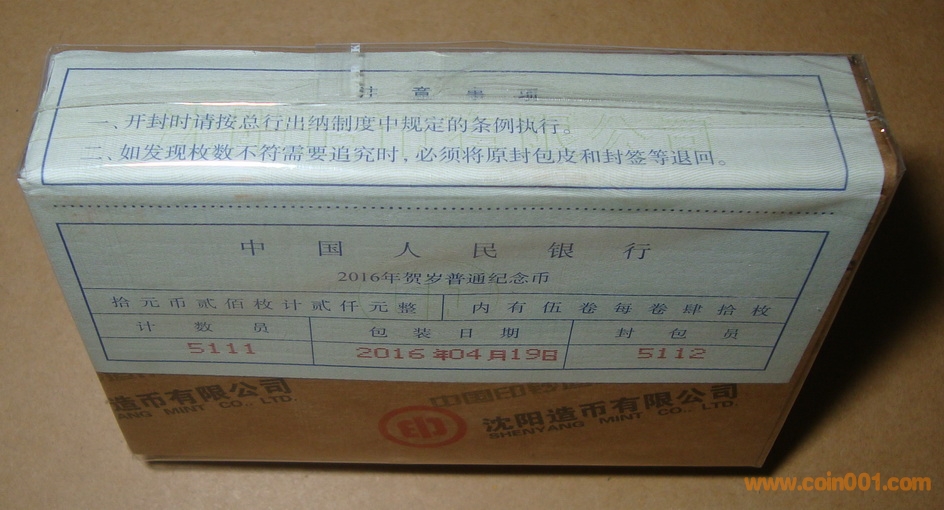 注意事项
一、开封时请按总行出纳制度中规定的条例执行。
二、如发现枚数不符需要追究时，必须将原封包皮和封签等退回。
中国人民银行
2016年贺岁普通纪念币
拾元币贰佰枚计贰仟元整 内有伍卷每卷肆拾枚
计数员 包装日期 封包员
5111 2016年04月19日 5112
造币有限公司 中国印钞造
YANG MINT CO., LTD.
沈阳造币有限公司
SHENYANG MINT CO., LTD.
www.coin001.com